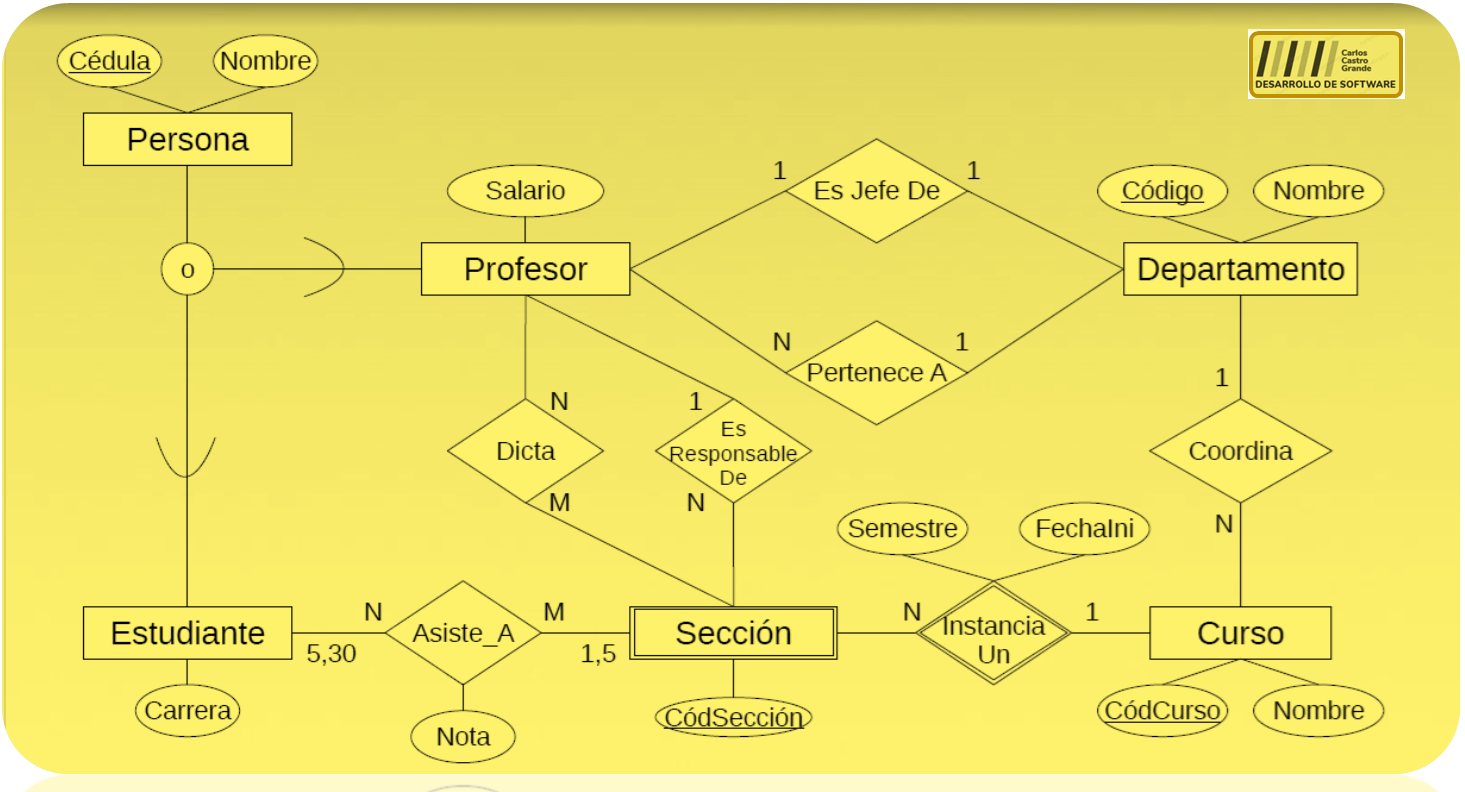 Carlos
Castro
Grande
DESARROLLO DE SOFTWARE
Cédula
Nombre
Persona
Salario
1
Es Jefe De
1
Código
Nombre
o
Profesor
Departamento
N
Pertenece A
1
1
N
1
Dicta
Es
Responsable
De
Coordina
M
N
N
Semestre
FechaIni
N
M
N
1
Estudiante
Asiste_A
Sección
Instancia
Un
Curso
5,30
1,5
Carrera
Nota
CódSección
CódCurso
Nombre